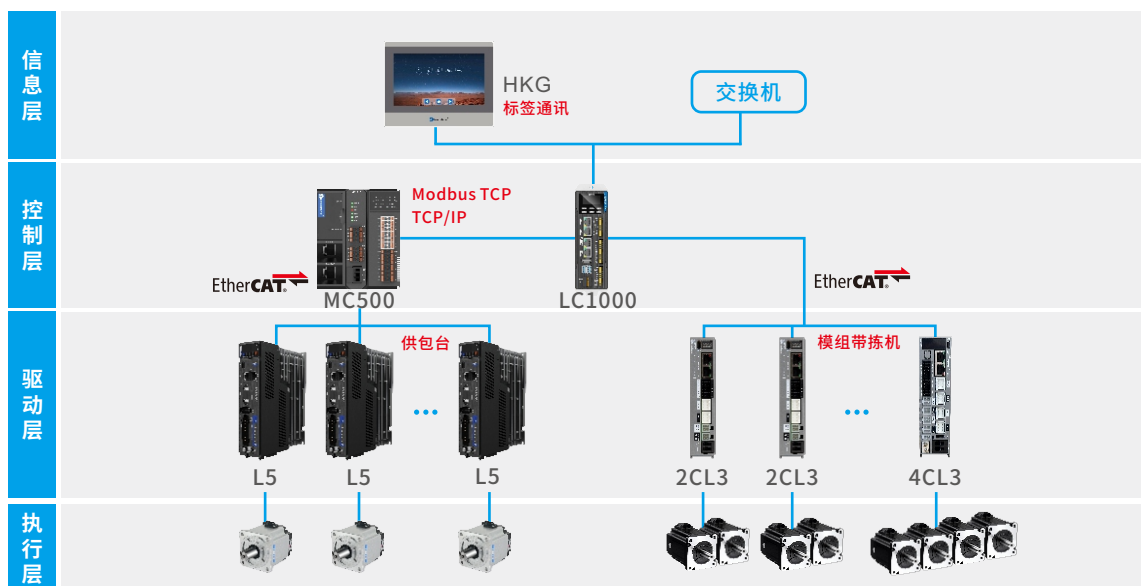 信息层
HKG
标签通讯
交换机
控制层
Modbus TCP
TCP/IP
EtherCAT
MC500
LC1000
EtherCAT
驱动层
供包台
模组带拣机
L5
L5
L5
2CL3
2CL3
4CL3
执行层